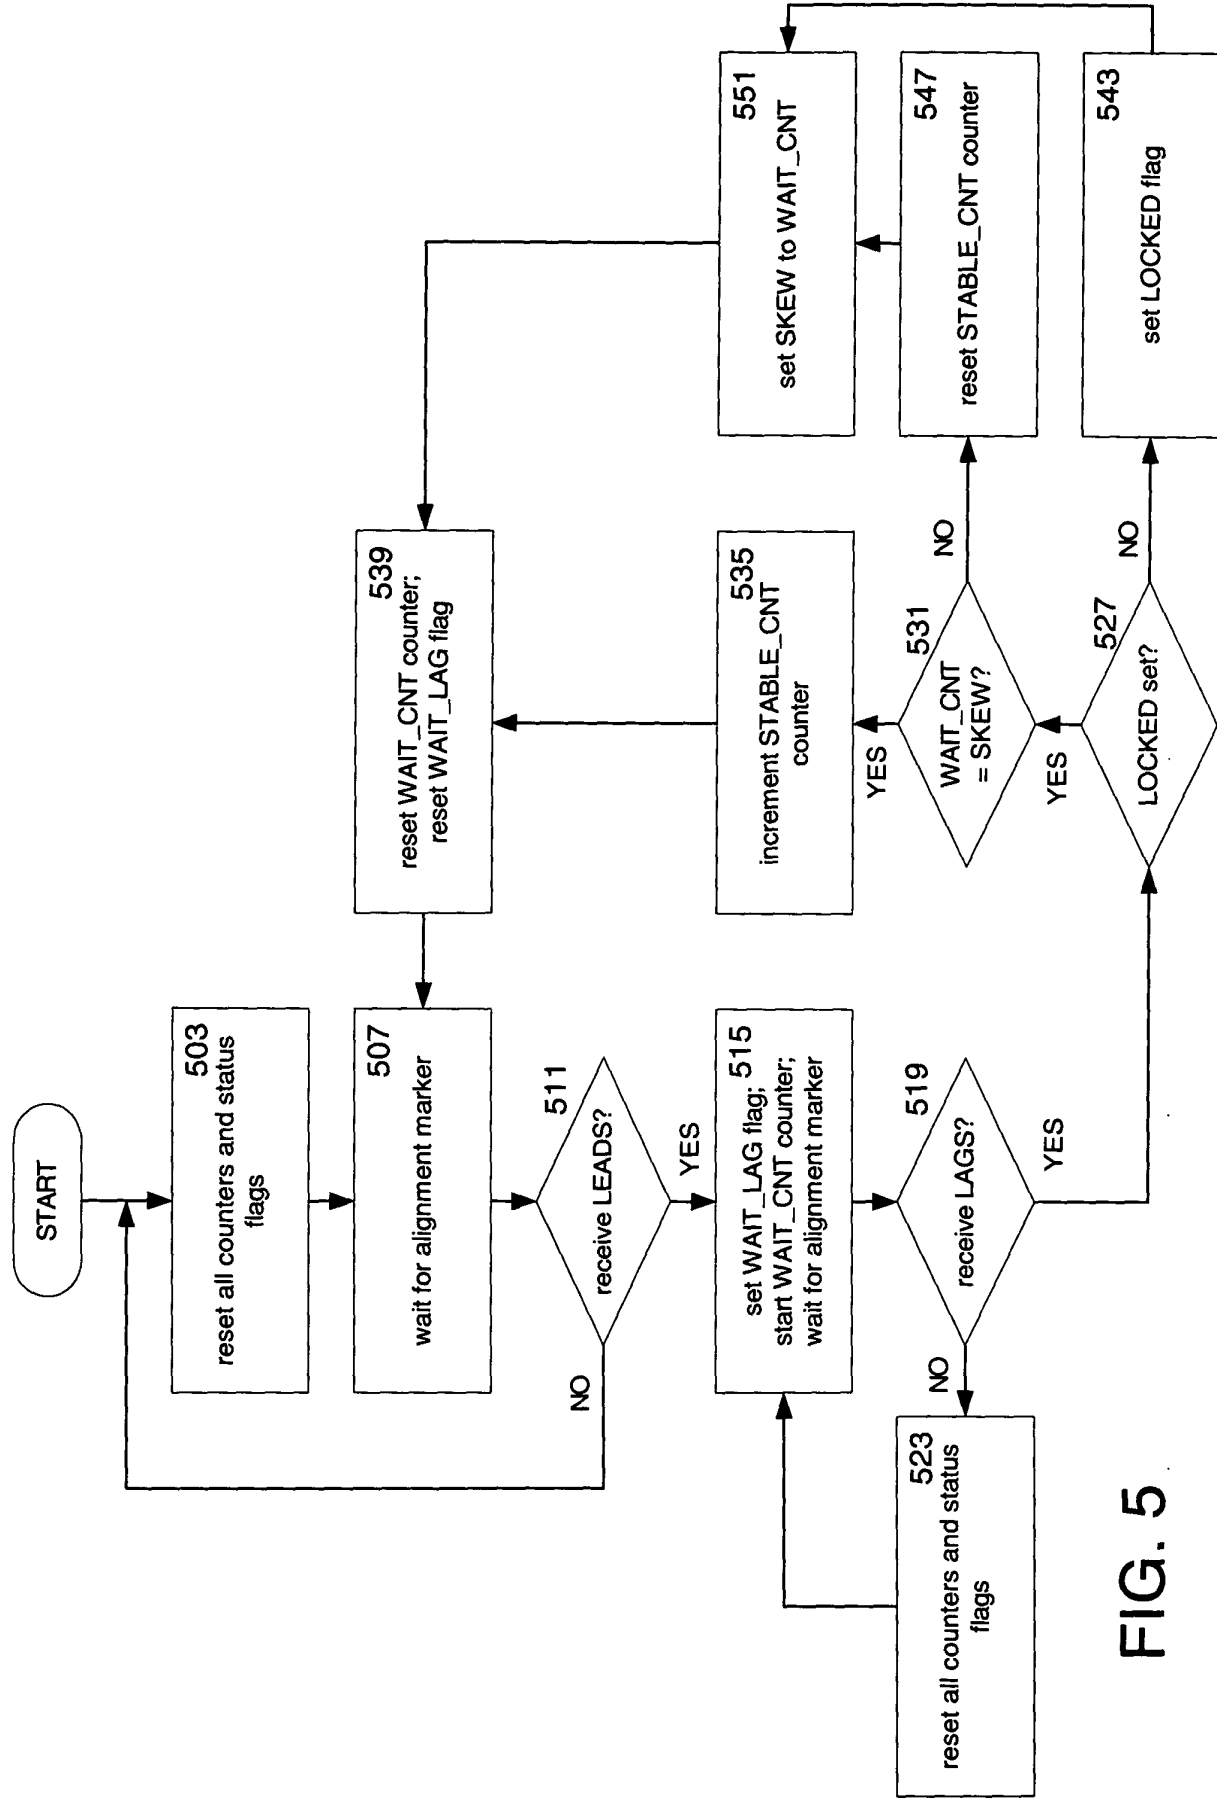 START
503
reset all counters and status
flags
507
wait for alignment marker
511
receive LEADS?
NO
YES
515
set WAIT_LAG flag;
start WAIT_CNT counter;
wait for alignment marker
519
receive LAGS?
NO
YES
523
reset all counters and status
flags
527
LOCKED set?
YES
NO
531
WAIT_CNT
= SKEW?
YES
NO
535
increment STABLE_CNT
counter
539
reset WAIT_CNT counter;
reset WAIT_LAG flag
543
set LOCKED flag
547
reset STABLE_CNT counter
551
set SKEW to WAIT_CNT
FIG. 5